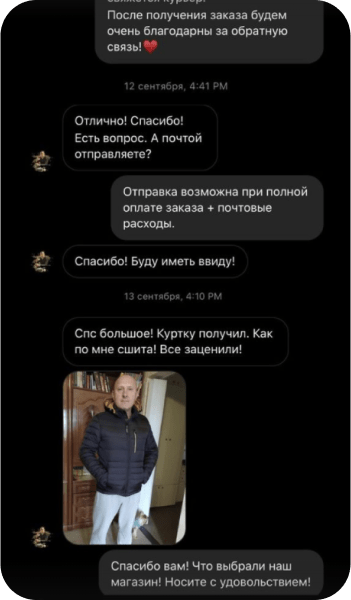 После получения заказа будем
очень благодарны за обратную
связь!❤️
12 сентября, 4:41 PM
Отлично! Спасибо!
Есть вопрос. А почтой
отправляете?
Отправка возможна при полной
оплате заказа + почтовые
расходы.
Спасибо! Буду иметь ввиду!
13 сентября, 4:10 PM
Спс большое! Куртку получил. Как
по мне сшита! Все заценили!
Спасибо вам! Что выбрали наш
магазин! Носите с удовольствием!